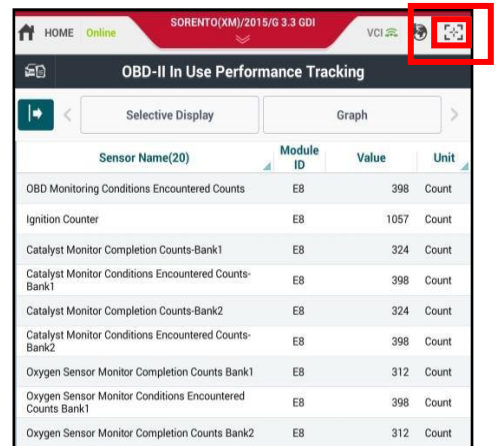 HOME Online SORENTO(XM)/2015/G 3.3 GDI VCI
OBD-II In Use Performance Tracking
Selective Display Graph
Sensor Name(20) Module ID Value Unit
OBD Monitoring Conditions Encountered Counts E8 398 Count
Ignition Counter E8 1057 Count
Catalyst Monitor Completion Counts-Bank1 E8 324 Count
Catalyst Monitor Conditions Encountered Counts-
Bank1 E8 398 Count
Catalyst Monitor Completion Counts-Bank2 E8 324 Count
Catalyst Monitor Conditions Encountered Counts-
Bank2 E8 398 Count
Oxygen Sensor Monitor Completion Counts Bank1 E8 312 Count
Oxygen Sensor Monitor Conditions Encountered
Counts Bank1 E8 398 Count
Oxygen Sensor Monitor Completion Counts Bank2 E8 312 Count